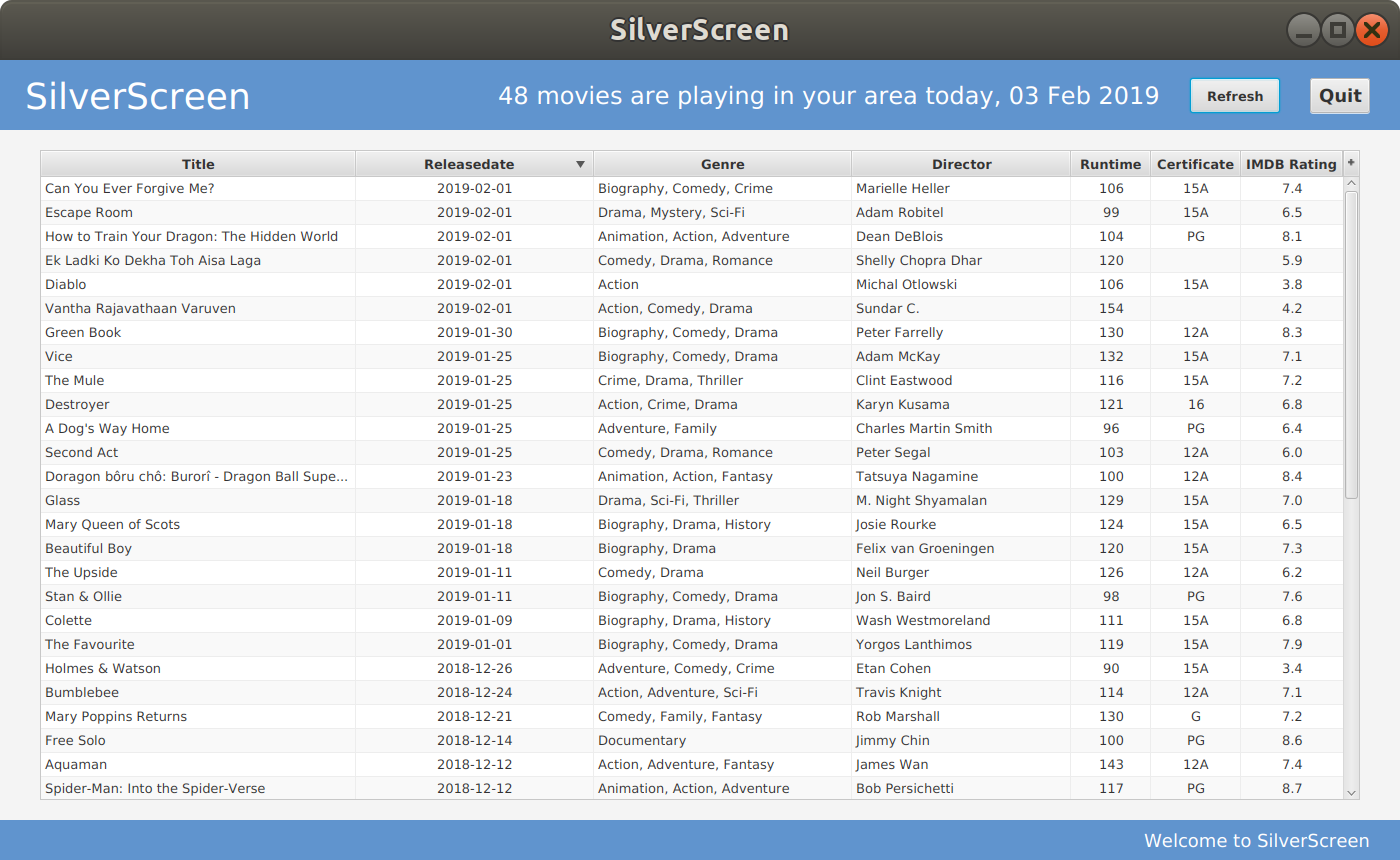 SilverScreen
SilverScreen 48 movies are playing in your area today, 03 Feb 2019 Refresh Quit
Title Releasedate Genre Director Runtime Certificate IMDB Rating +
Can You Ever Forgive Me? 2019-02-01 Biography, Comedy, Crime Marielle Heller 106 15A 7.4
Escape Room 2019-02-01 Drama, Mystery, Sci-Fi Adam Robitel 99 15A 6.5
How to Train Your Dragon: The Hidden World 2019-02-01 Animation, Action, Adventure Dean DeBlois 104 PG 8.1
Ek Ladki Ko Dekha Toh Aisa Laga 2019-02-01 Comedy, Drama, Romance Shelly Chopra Dhar 120 5.9
Diablo 2019-02-01 Action Michal Otlowski 106 15A 3.8
Vantha Rajavathaan Varuven 2019-02-01 Action, Comedy, Drama Sundar C. 154 4.2
Green Book 2019-01-30 Biography, Comedy, Drama Peter Farrelly 130 12A 8.3
Vice 2019-01-25 Biography, Comedy, Drama Adam McKay 132 15A 7.1
The Mule 2019-01-25 Crime, Drama, Thriller Clint Eastwood 116 15A 7.2
Destroyer 2019-01-25 Action, Crime, Drama Karyn Kusama 121 16 6.8
A Dog's Way Home 2019-01-25 Adventure, Family Charles Martin Smith 96 PG 6.4
Second Act 2019-01-25 Comedy, Drama, Romance Peter Segal 103 12A 6.0
Doragon bôru chô: Burorî - Dragon Ball Supe... 2019-01-23 Animation, Action, Fantasy Tatsuya Nagamine 100 12A 8.4
Glass 2019-01-18 Drama, Sci-Fi, Thriller M. Night Shyamalan 129 15A 7.0
Mary Queen of Scots 2019-01-18 Biography, Drama, History Josie Rourke 124 15A 6.5
Beautiful Boy 2019-01-18 Biography, Drama Felix van Groeningen 120 15A 7.3
The Upside 2019-01-11 Comedy, Drama Neil Burger 126 12A 6.2
Stan & Ollie 2019-01-11 Biography, Comedy, Drama Jon S. Baird 98 PG 7.6
Colette 2019-01-09 Biography, Drama, History Wash Westmoreland 111 15A 6.8
The Favourite 2019-01-01 Biography, Comedy, Drama Yorgos Lanthimos 119 15A 7.9
Holmes & Watson 2018-12-26 Adventure, Comedy, Crime Etan Cohen 90 15A 3.4
Bumblebee 2018-12-24 Action, Adventure, Sci-Fi Travis Knight 114 12A 7.1
Mary Poppins Returns 2018-12-21 Comedy, Family, Fantasy Rob Marshall 130 G 7.2
Free Solo 2018-12-14 Documentary Jimmy Chin 100 PG 8.6
Aquaman 2018-12-12 Action, Adventure, Fantasy James Wan 143 12A 7.4
Spider-Man: Into the Spider-Verse 2018-12-12 Animation, Action, Adventure Bob Persichetti 117 PG 8.7
Welcome to SilverScreen